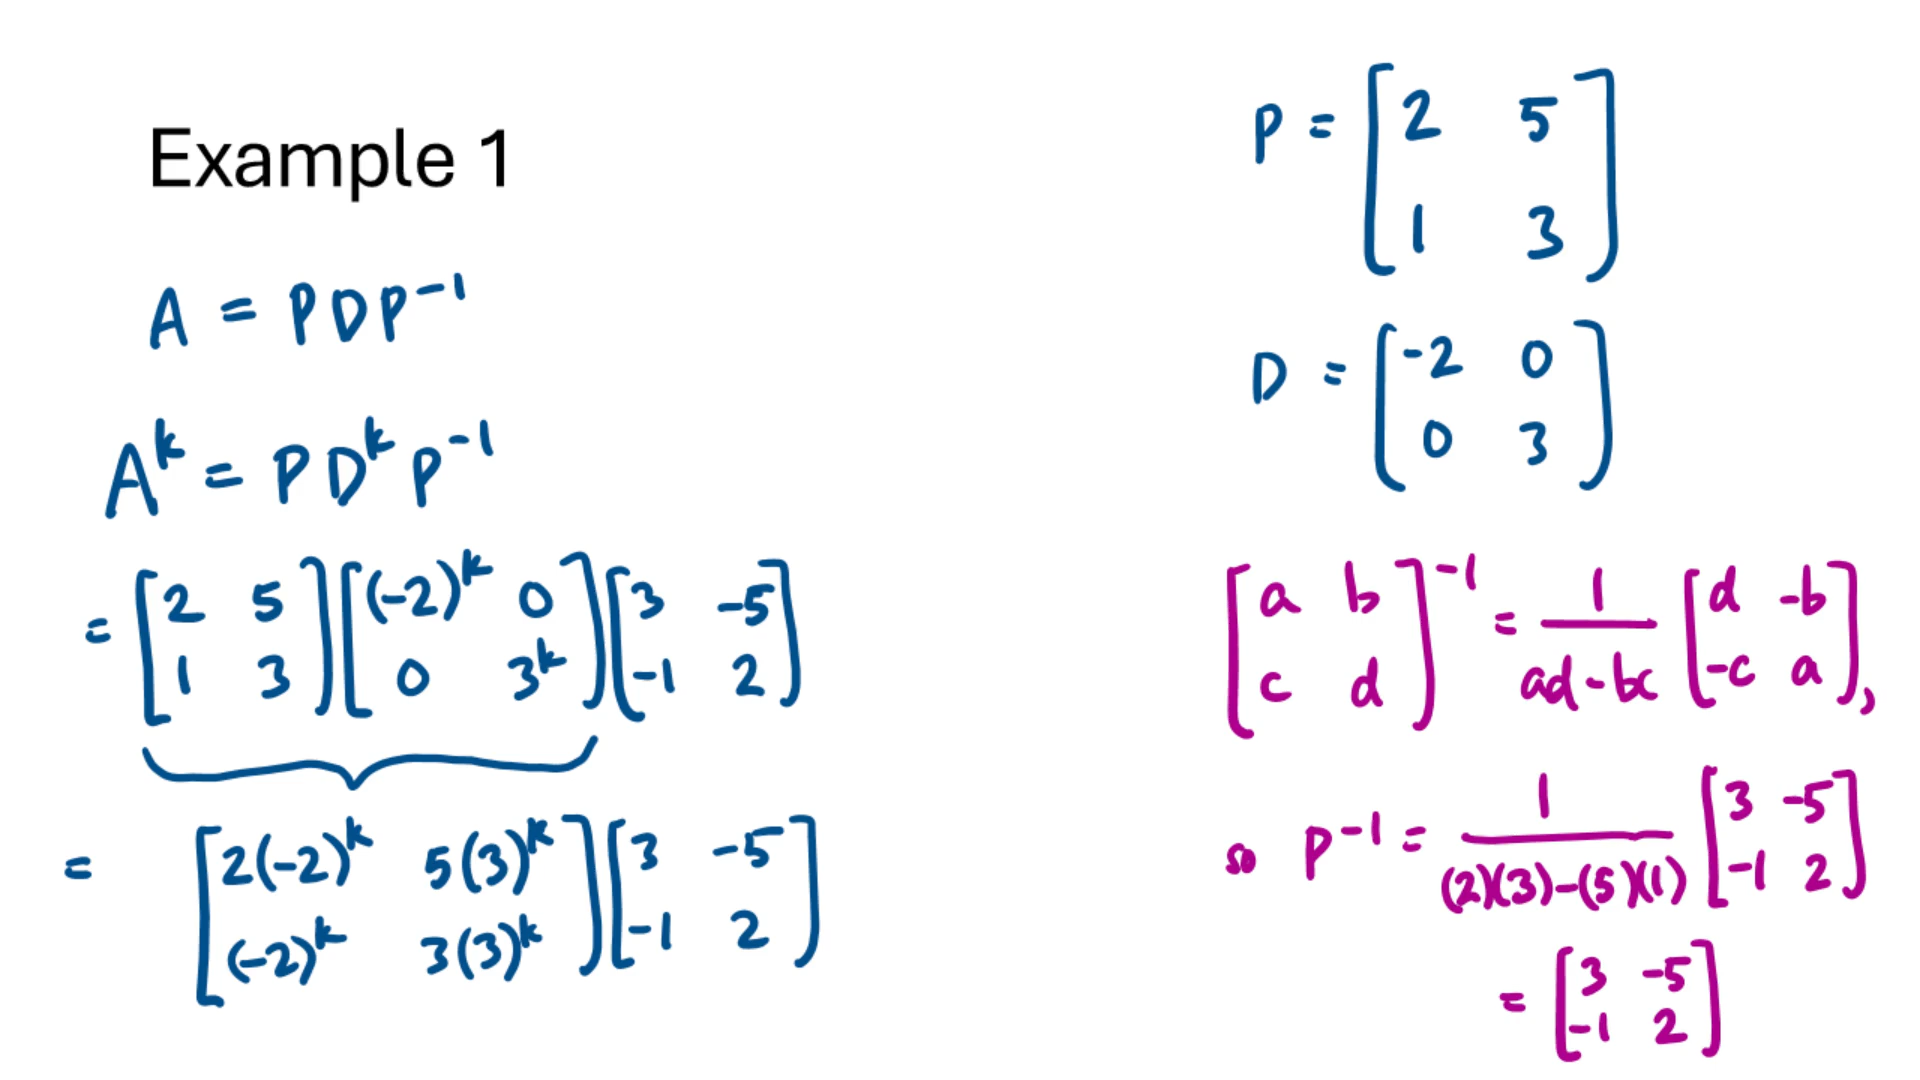 Example 1
A = PDP⁻¹
Aᵏ = PDᵏP⁻¹
= [2 5; 1 3] [(-2)ᵏ 0; 0 3ᵏ] [3 -5; -1 2]
= [2(-2)ᵏ 5(3)ᵏ; (-2)ᵏ 3(3)ᵏ] [3 -5; -1 2]
P = [2 5; 1 3]
D = [-2 0; 0 3]
[a b; c d]⁻¹ = 1/(ad-bc) [d -b; -c a],
so P⁻¹ = 1/((2)(3)-(5)(1)) [3 -5; -1 2]
= [3 -5; -1 2]